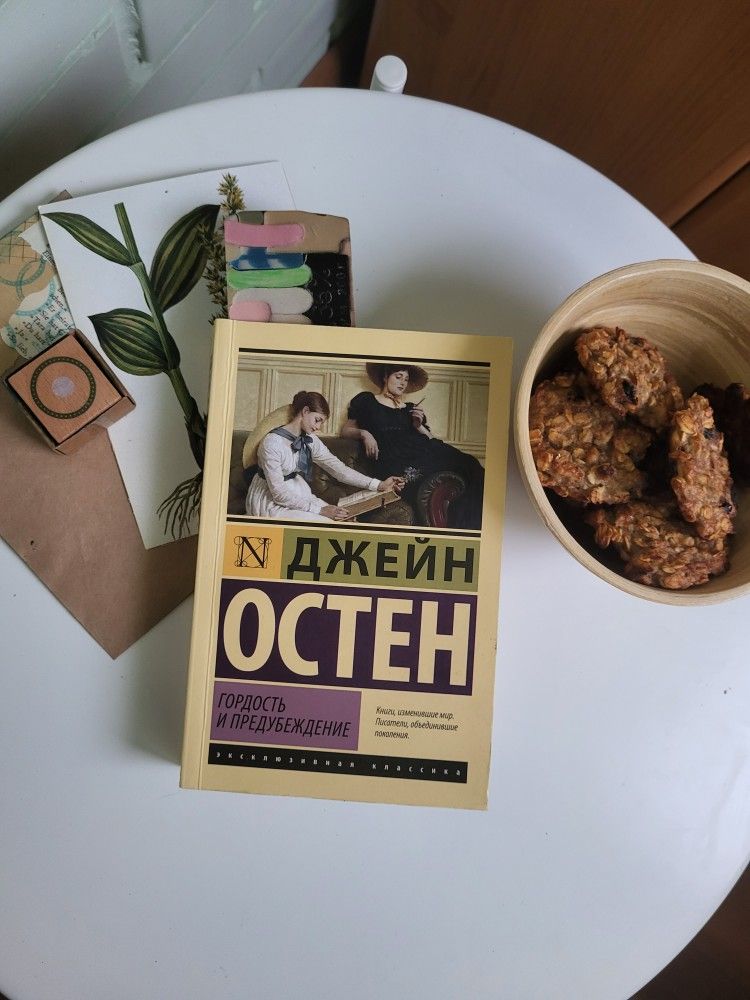 N
ДЖЕЙН
ОСТЕН
ГОРДОСТЬ
И ПРЕДУБЕЖДЕНИЕ
Книги, изменившие мир.
Писатели, объединившие
поколения.
эксклюзивная классика